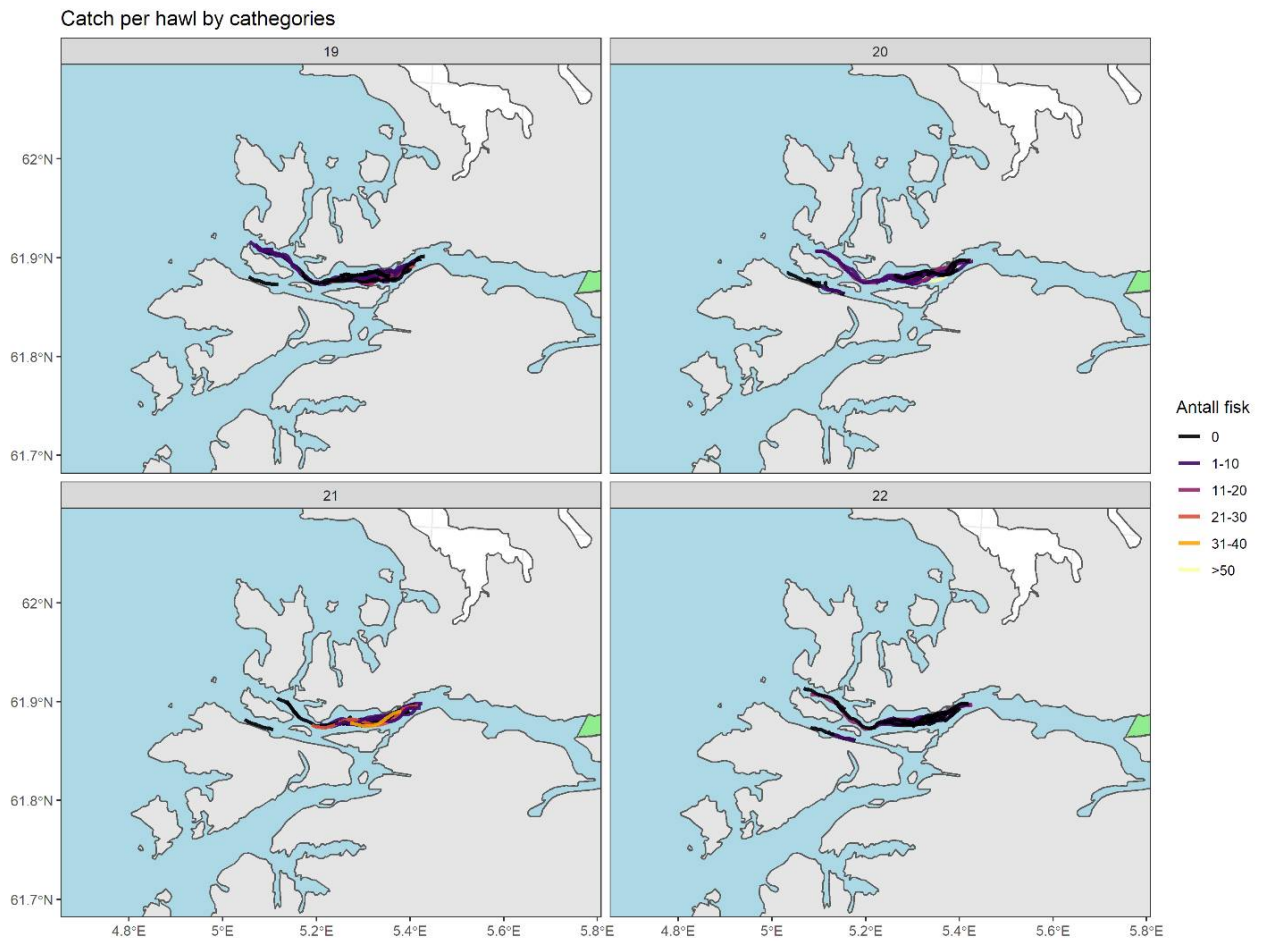 Catch per hawl by cathegories
19
20
62°N
61.9°N
61.8°N
61.7°N
21
22
62°N
61.9°N
61.8°N
61.7°N
4.8°E 5°E 5.2°E 5.4°E 5.6°E 5.8°E
4.8°E 5°E 5.2°E 5.4°E 5.6°E 5.8°E
Antall fisk
0
1-10
11-20
21-30
31-40
>50